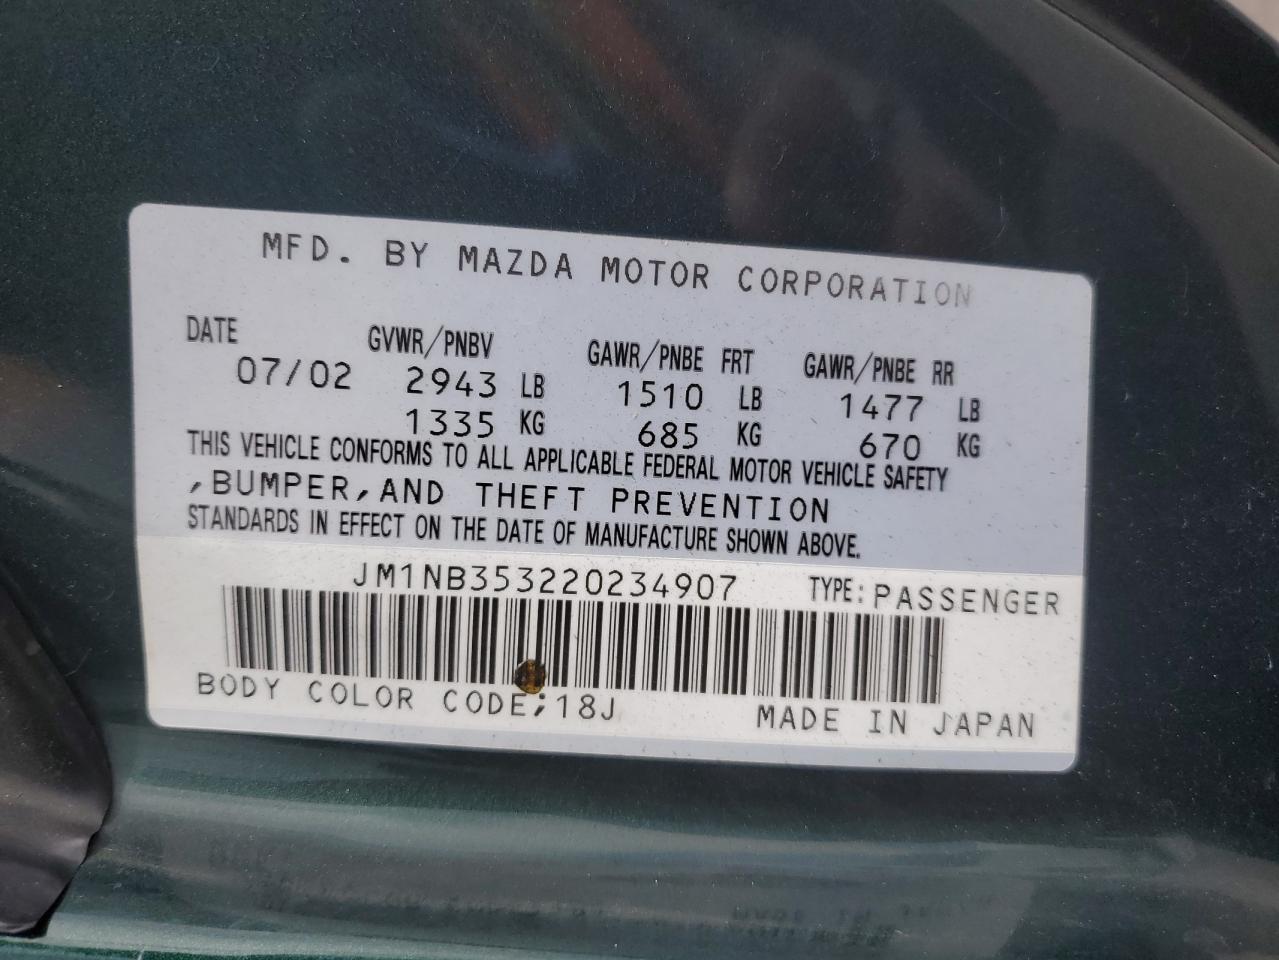 MFD. BY MAZDA MOTOR CORPORATION
DATE GVWR/PNBV GAWR/PNBE FRT GAWR/PNBE RR
07/02 2943 LB 1510 LB 1477 LB
1335 KG 685 KG 670 KG
THIS VEHICLE CONFORMS TO ALL APPLICABLE FEDERAL MOTOR VEHICLE SAFETY
,BUMPER,AND THEFT PREVENTION
STANDARDS IN EFFECT ON THE DATE OF MANUFACTURE SHOWN ABOVE.
JM1NB353220234907 TYPE:PASSENGER
BODY COLOR CODE;18J MADE IN JAPAN